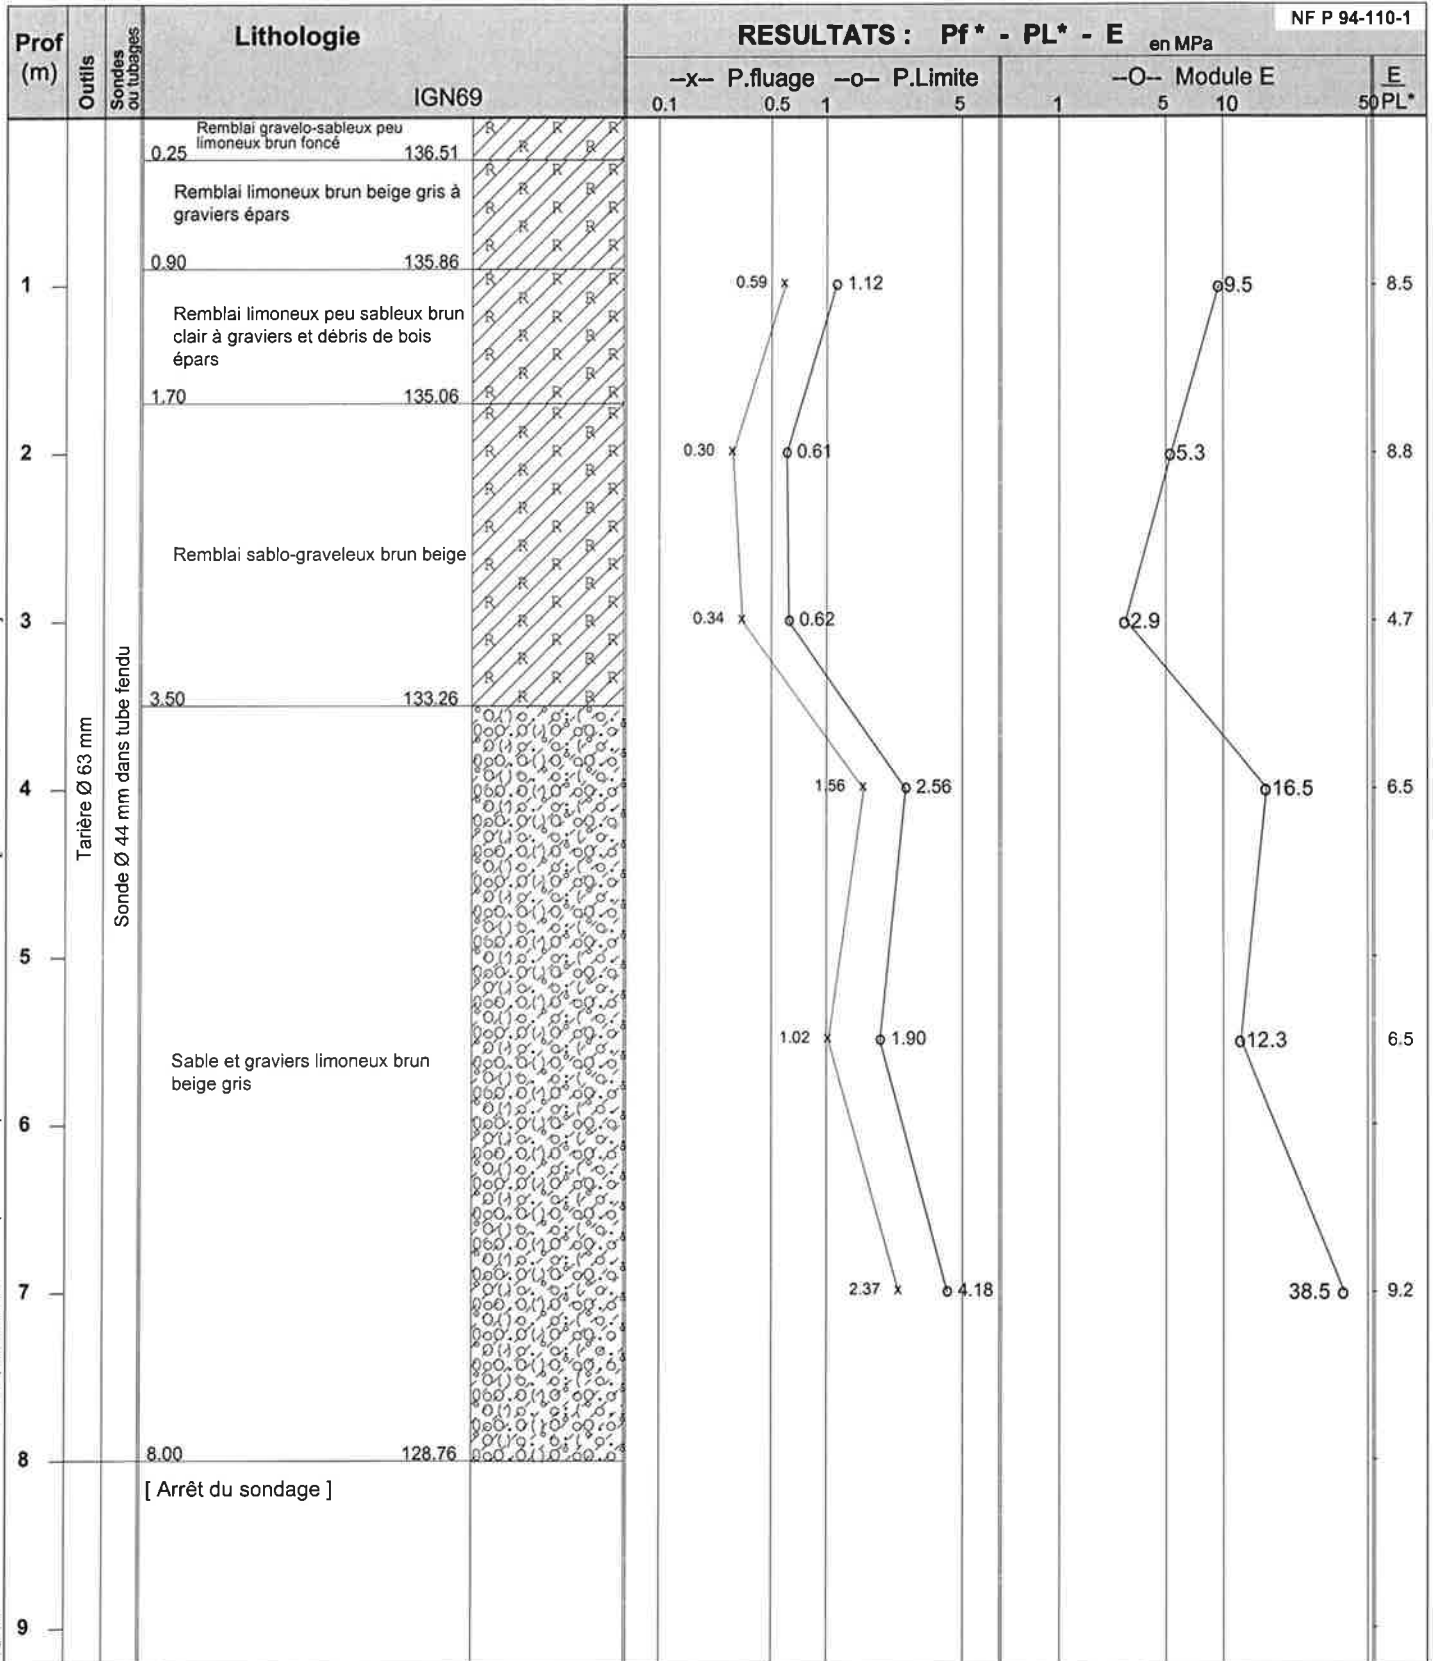 NF P 94-110-1
Prof
(m)
Outils
Sondes
ou tubages
Lithologie
IGN69
RESULTATS : Pf* - PL* - E en MPa
--x-- P.fluage --o-- P.Limite
--O-- Module E
E
PL*
0.1 0.5 1 5
1 5 10 50
Remblai gravelo-sableux peu
limoneux brun foncé
0.25 136.51
Remblai limoneux brun beige gris à
graviers épars
0.90 135.86
1
0.59 1.12 9.5 8.5
Remblai limoneux peu sableux brun
clair à graviers et débris de bois
épars
1.70 135.06
2
0.30 0.61 5.3 8.8
Remblai sablo-graveleux brun beige
3
0.34 0.62 2.9 4.7
3.50 133.26
Tarière Ø 63 mm
Sonde Ø 44 mm dans tube fendu
4
1.56 2.56 16.5 6.5
5
1.02 1.90 12.3 6.5
Sable et graviers limoneux brun
beige gris
6
7
2.37 4.18 38.5 9.2
8
8.00 128.76
[ Arrêt du sondage ]
9